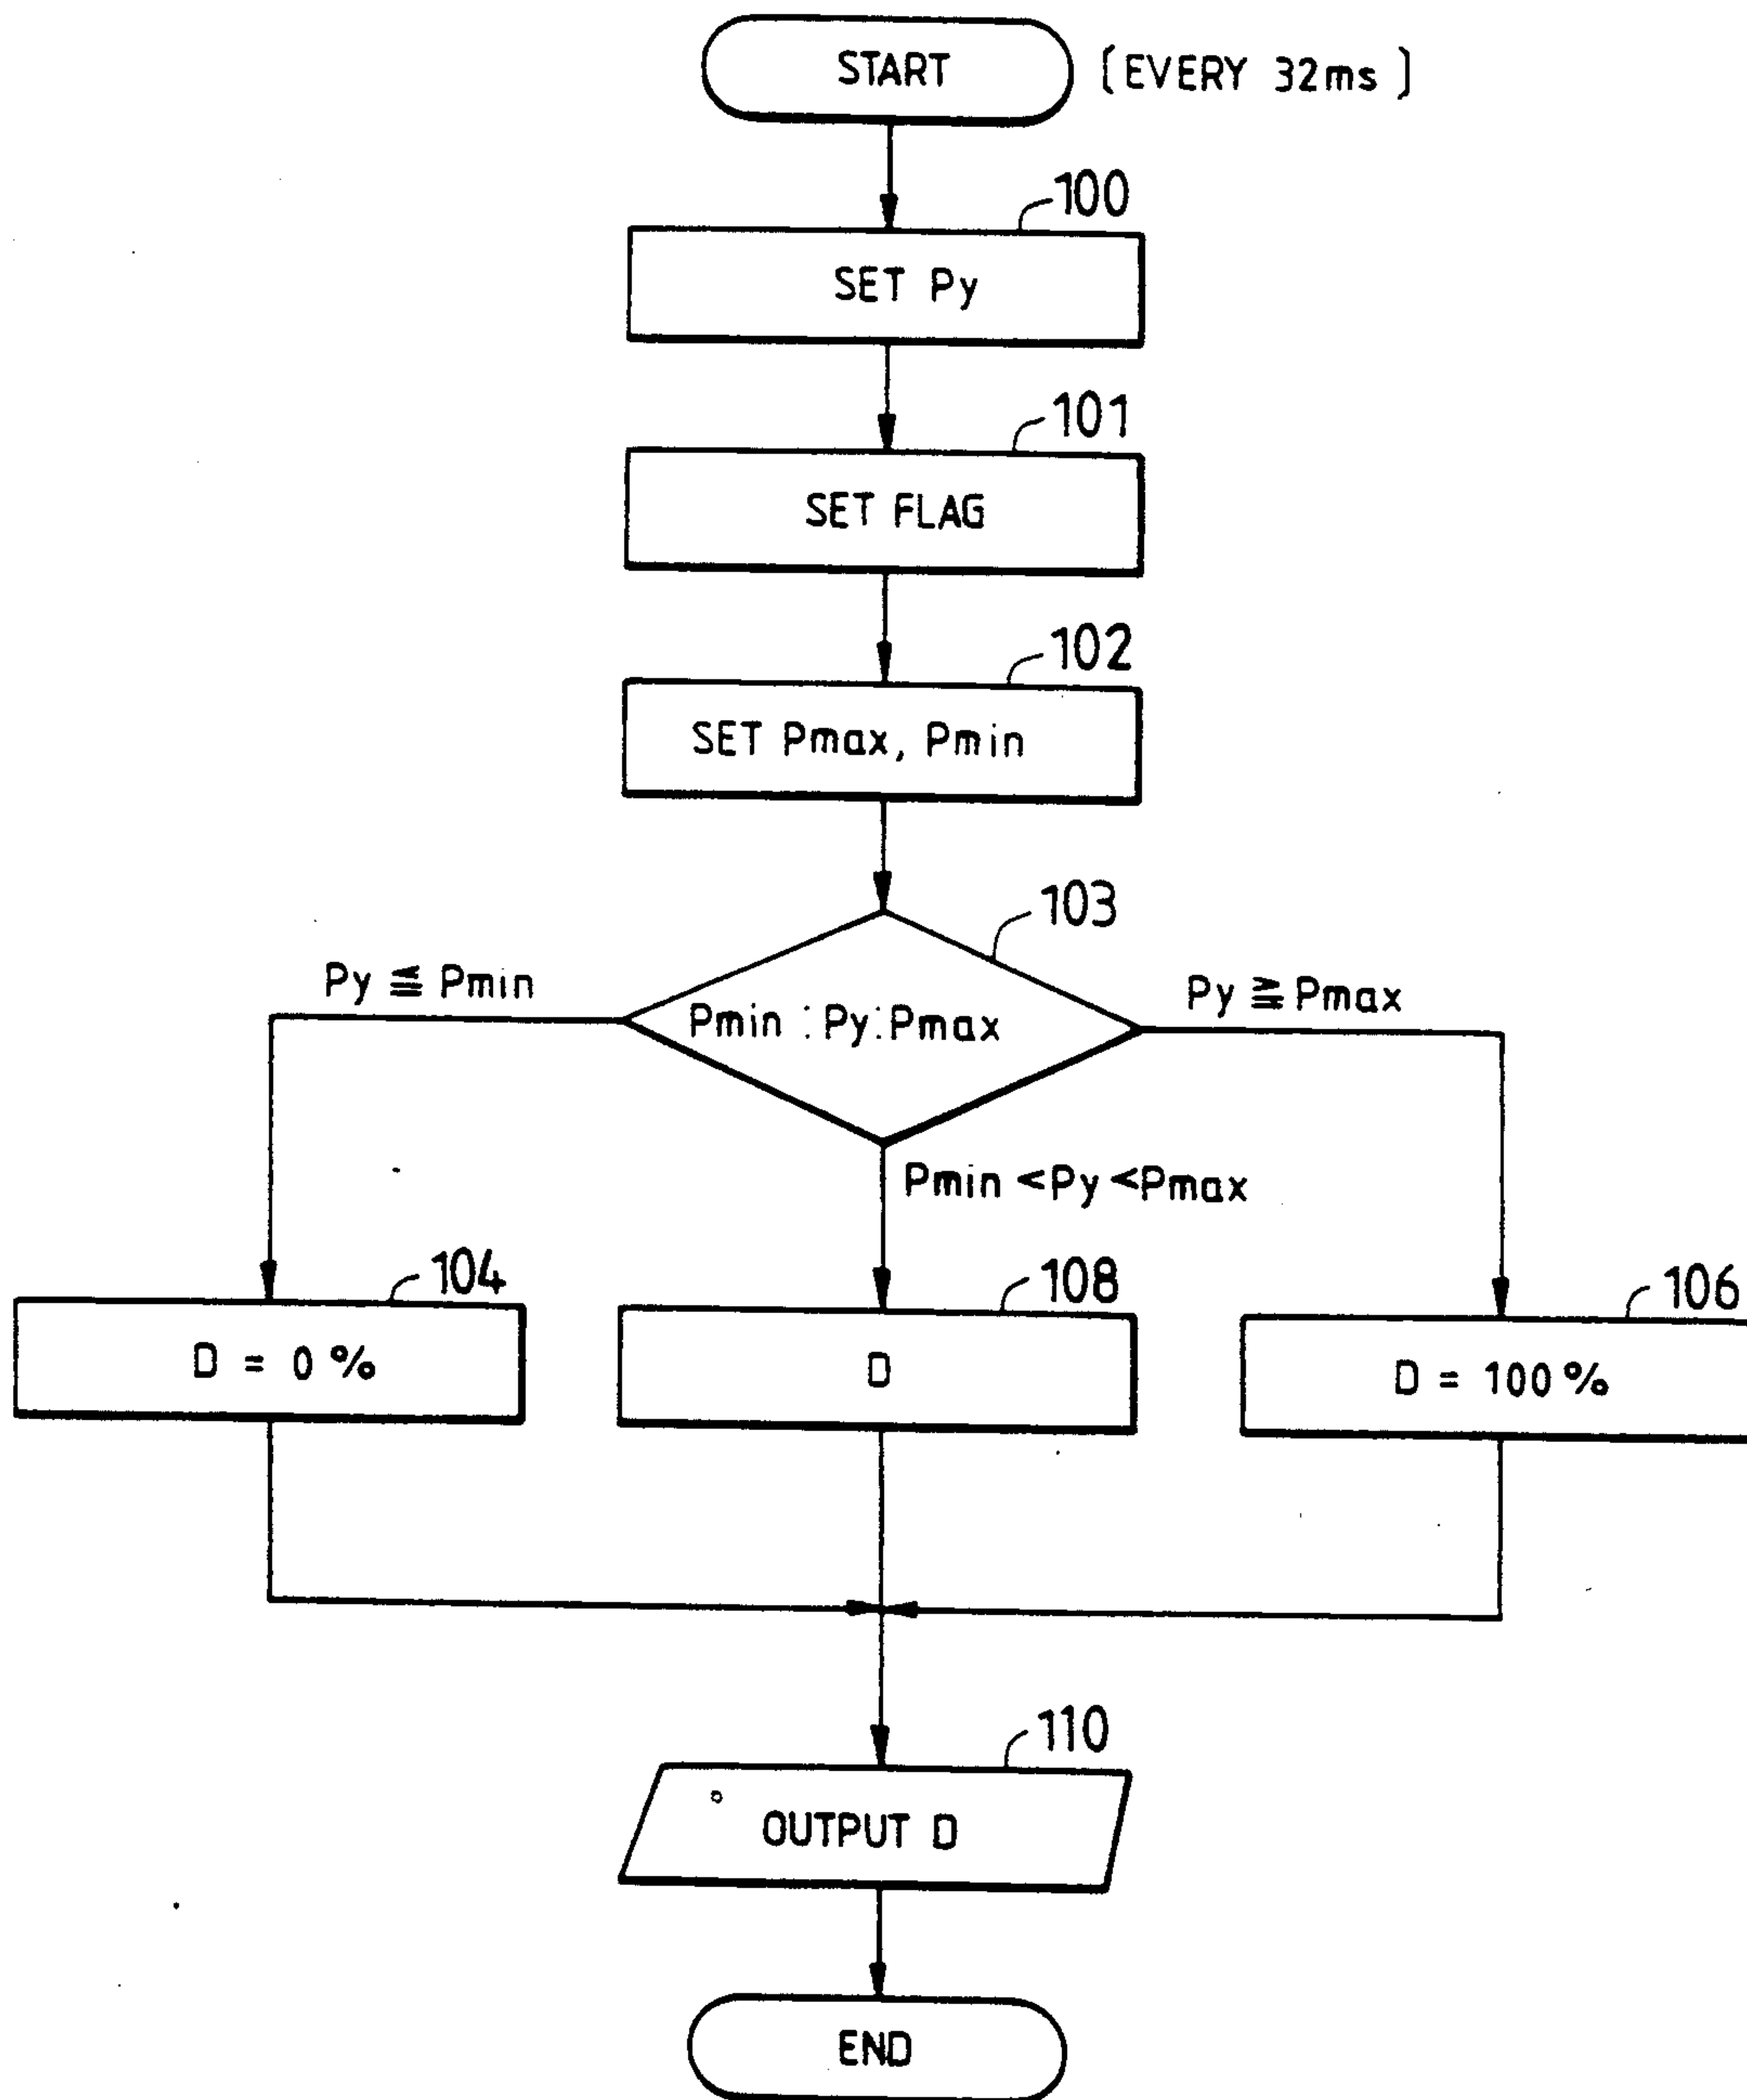 START
[EVERY 32ms]
100
SET Py
101
SET FLAG
102
SET Pmax, Pmin
103
Py ≦ Pmin
Pmin : Py : Pmax
Py ≧ Pmax
Pmin < Py < Pmax
104
D = 0 %
108
D
106
D = 100 %
110
OUTPUT D
END